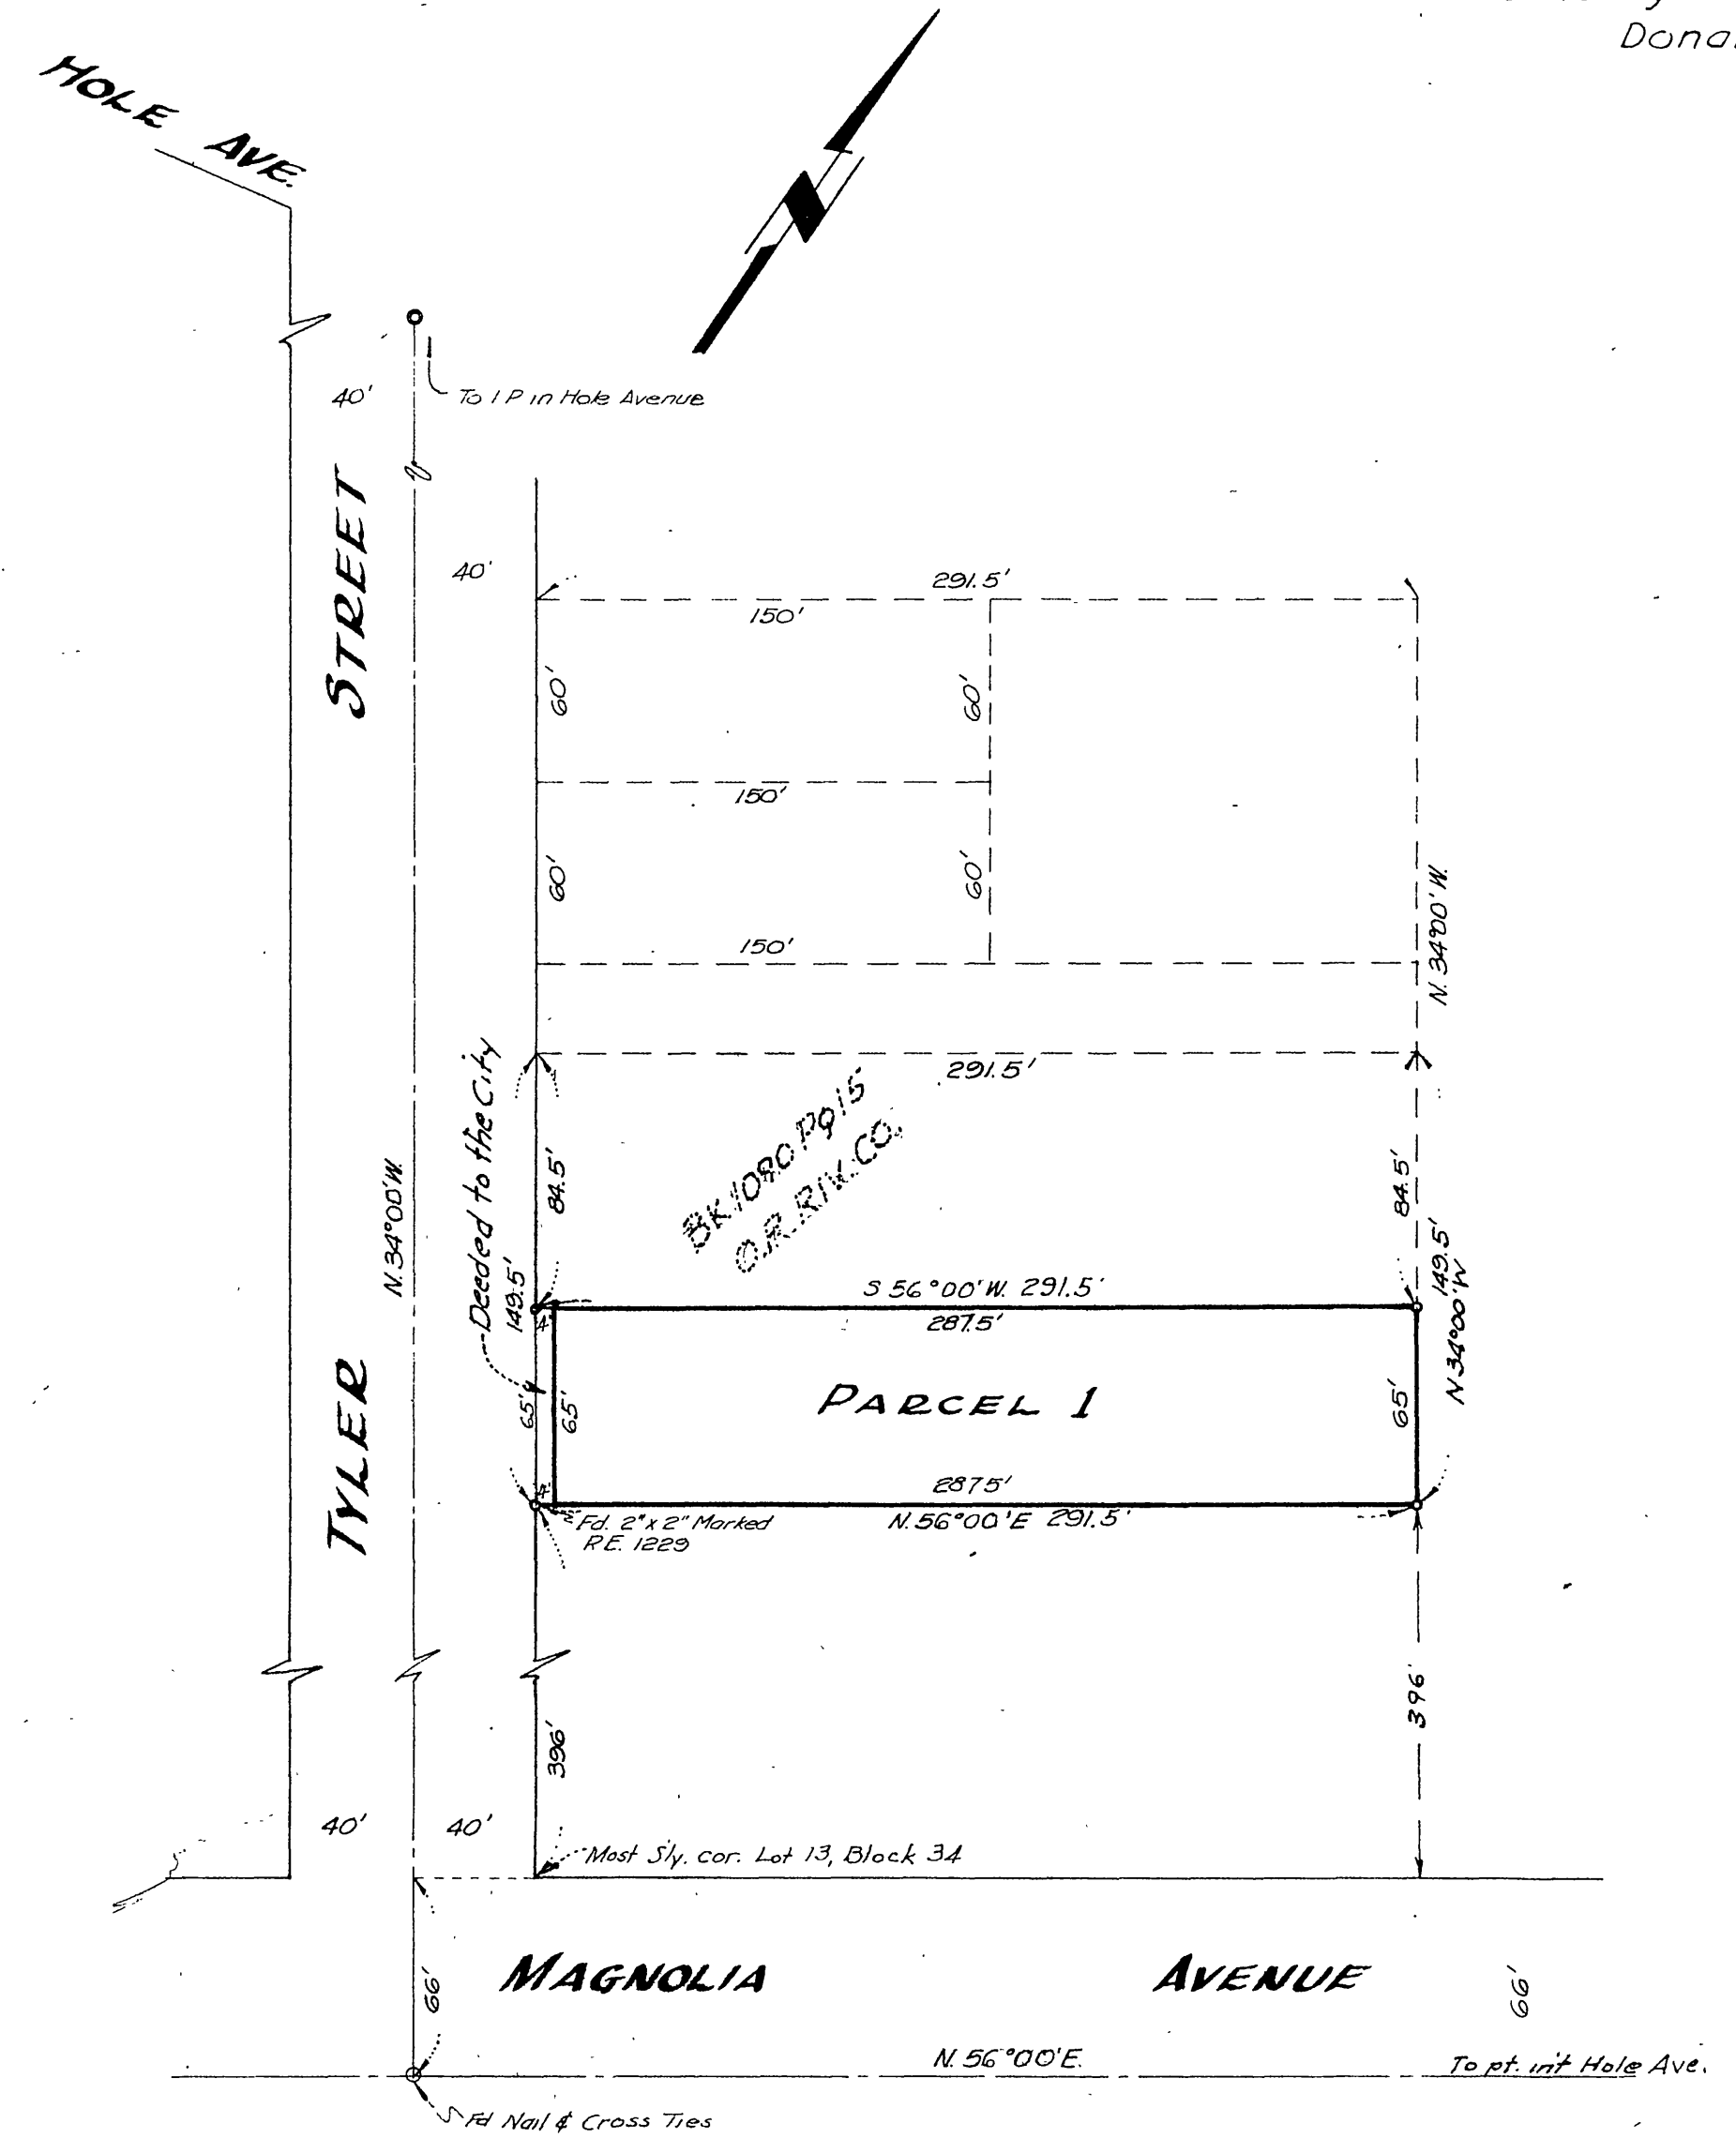 Dona
HOLE AVE.
40'
To I P in Hole Avenue
STREET
40'
291.5'
150'
60'
60'
150'
60'
60'
150'
N. 34°00' W.
291.5'
Deeded to the City
BK 1080 Pg 15
O.R. RIV. CO.
N. 34°00' W.
84.5'
84.5'
149.5'
149.5'
N 34°00' W
S 56°00' W. 291.5'
4'
287.5'
TYLER
65'
65'
PARCEL 1
65'
4'
287.5'
Fd. 2" x 2" Marked
R.E. 1229
N. 56°00' E 291.5'
396'
396'
40'
40'
Most S'ly. cor. Lot 13, Block 34
MAGNOLIA AVENUE
66'
66'
N. 56°00' E.
To pt. int Hole Ave.
Fd Nail & Cross Ties